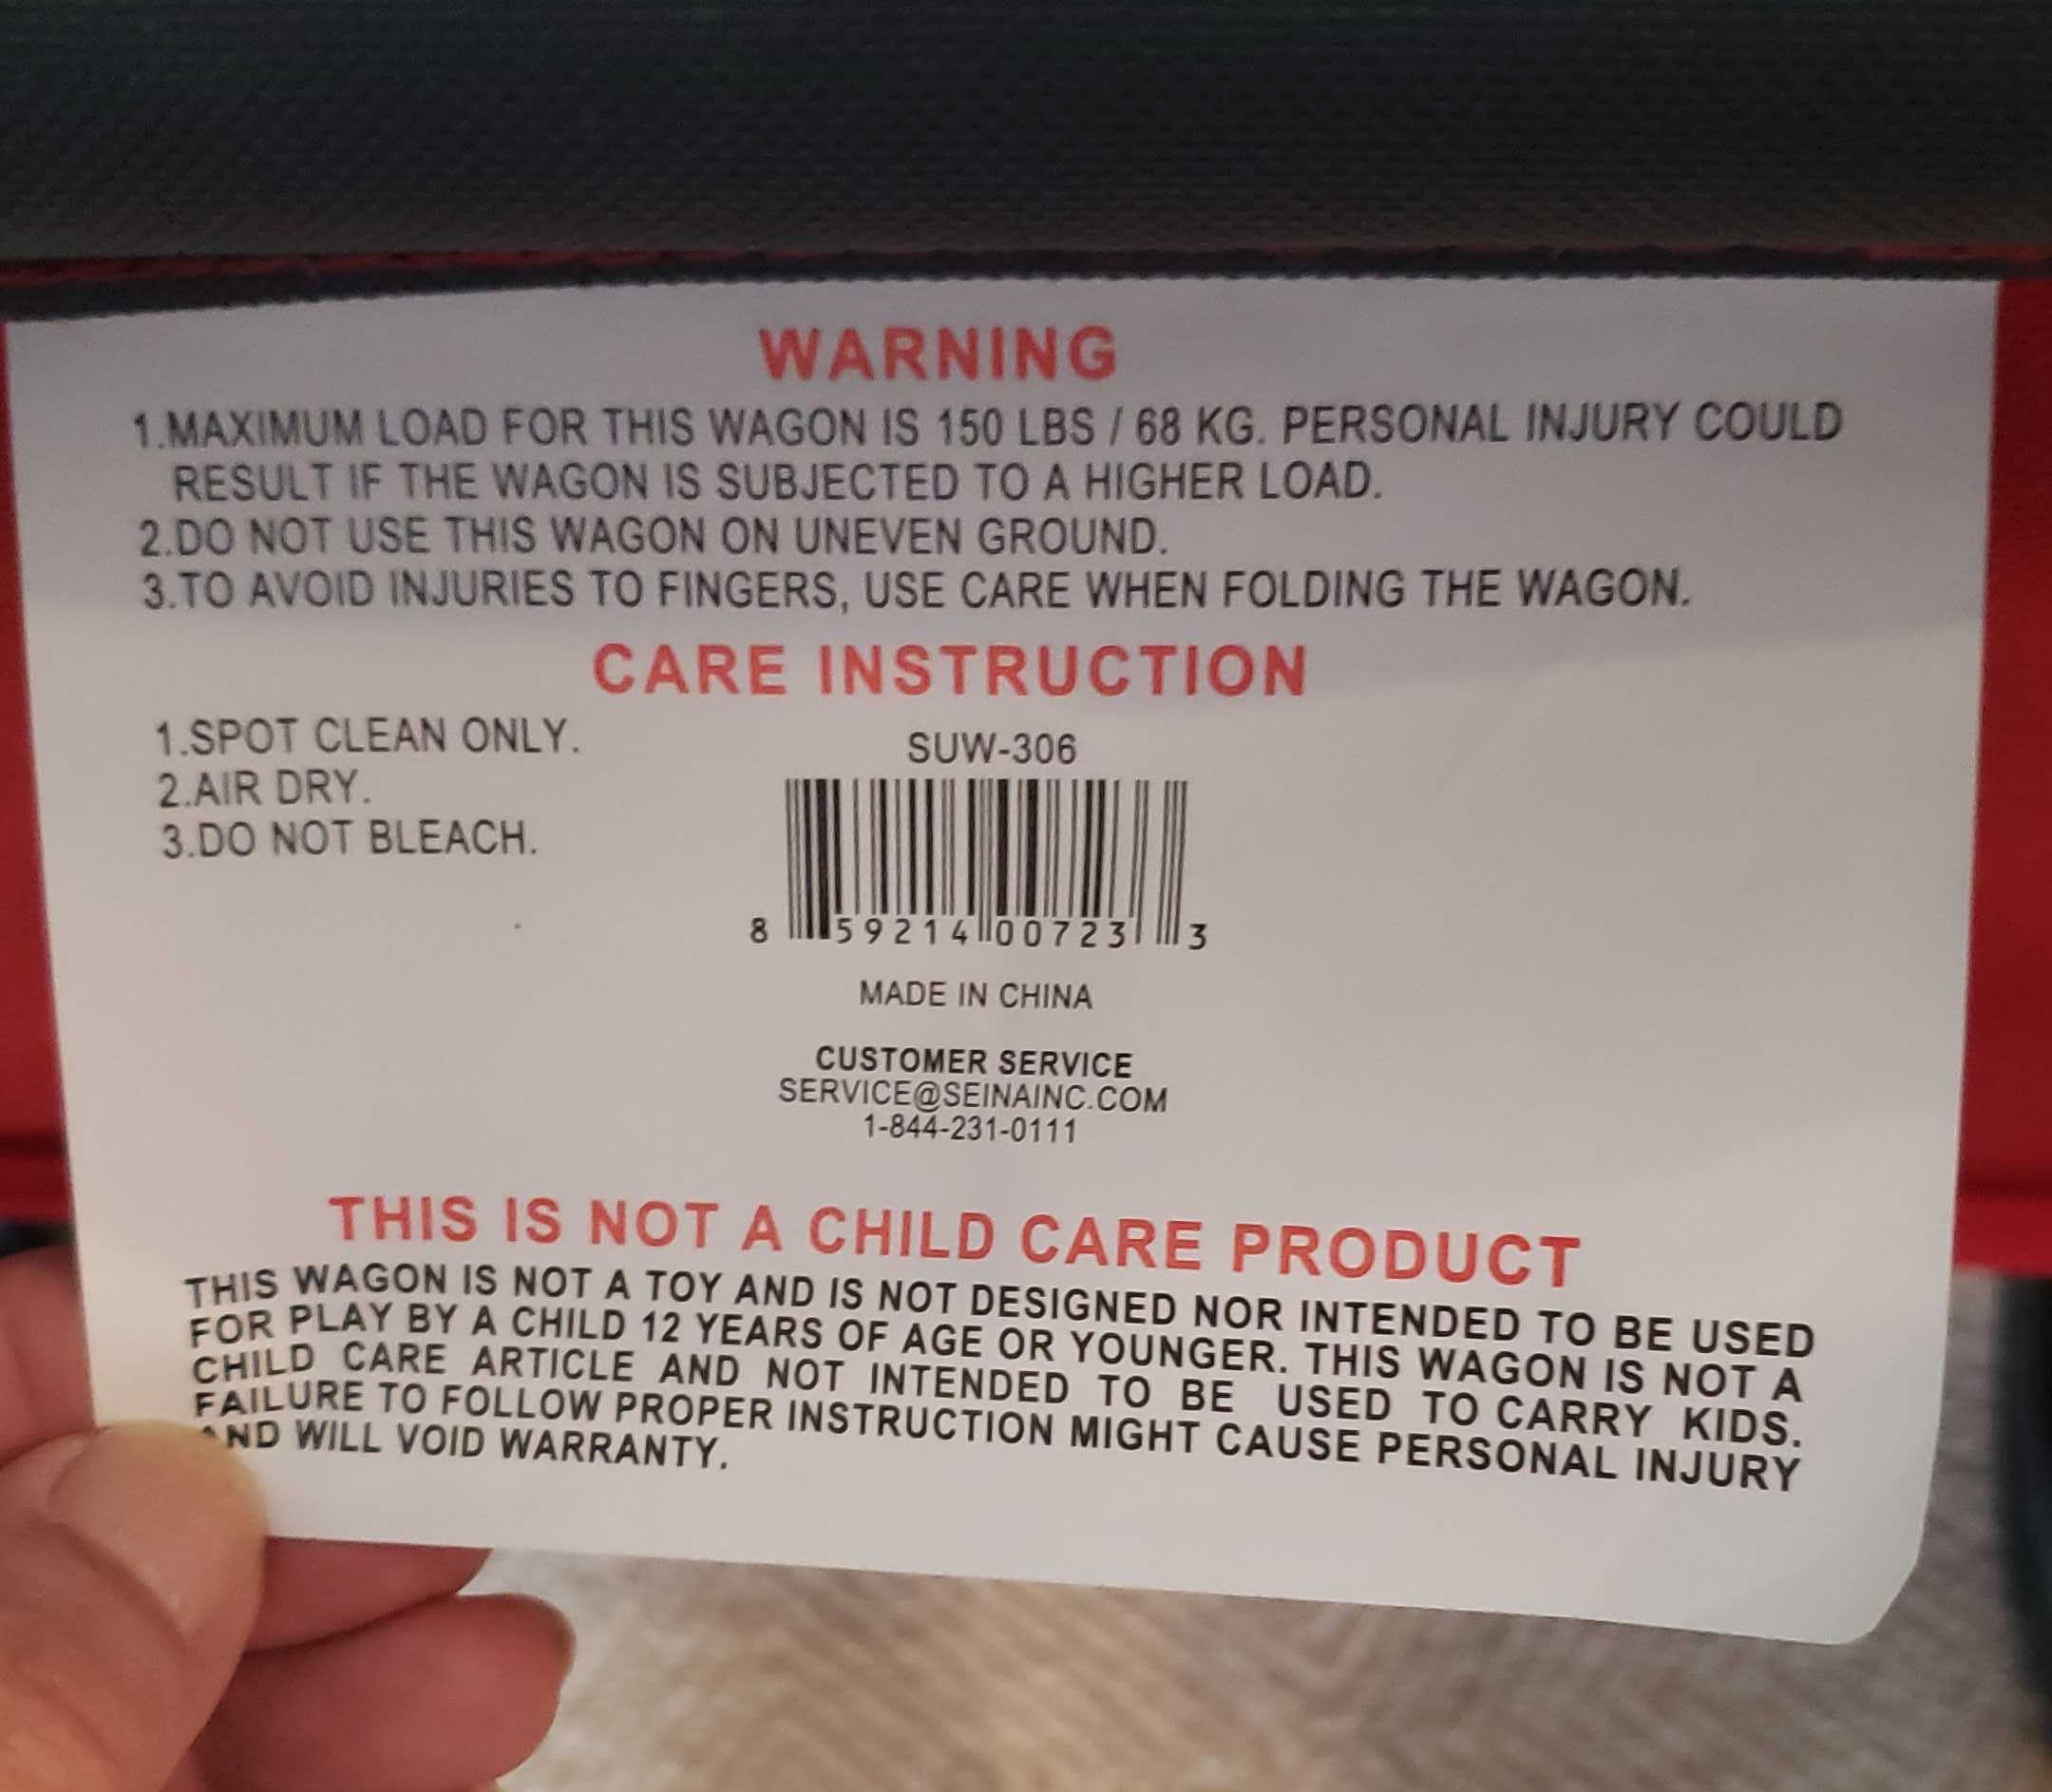 WARNING
1.MAXIMUM LOAD FOR THIS WAGON IS 150 LBS / 68 KG. PERSONAL INJURY COULD
RESULT IF THE WAGON IS SUBJECTED TO A HIGHER LOAD.
2.DO NOT USE THIS WAGON ON UNEVEN GROUND.
3.TO AVOID INJURIES TO FINGERS, USE CARE WHEN FOLDING THE WAGON.
CARE INSTRUCTION
1.SPOT CLEAN ONLY.
2.AIR DRY.
3.DO NOT BLEACH.
SUW-306
8 59214 00723 3
MADE IN CHINA
CUSTOMER SERVICE
SERVICE@SEINAINC.COM
1-844-231-0111
THIS IS NOT A CHILD CARE PRODUCT
THIS WAGON IS NOT A TOY AND IS NOT DESIGNED NOR INTENDED TO BE USED
FOR PLAY BY A CHILD 12 YEARS OF AGE OR YOUNGER. THIS WAGON IS NOT A
CHILD CARE ARTICLE AND NOT INTENDED TO BE USED TO CARRY KIDS.
FAILURE TO FOLLOW PROPER INSTRUCTION MIGHT CAUSE PERSONAL INJURY
AND WILL VOID WARRANTY.